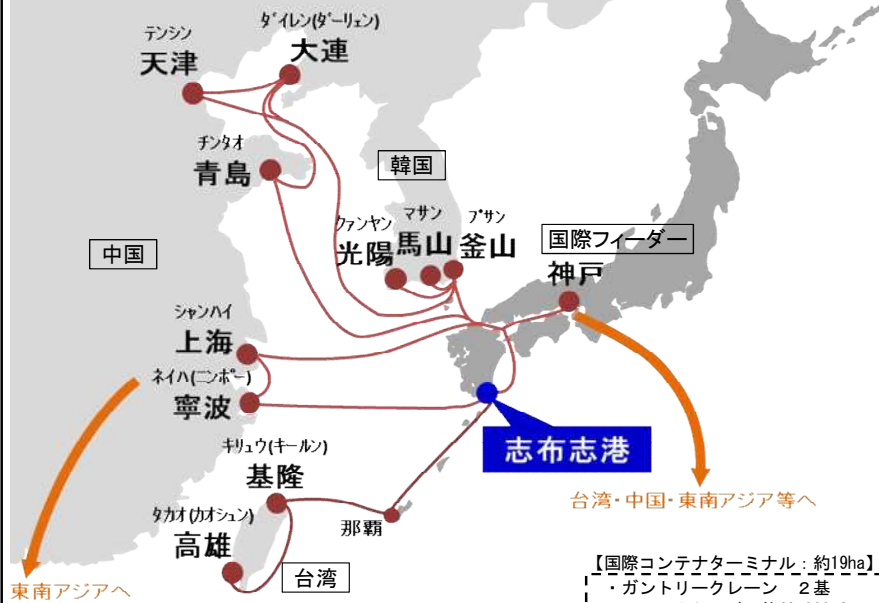 テンシン
天津
ダイレン(ダーリェン)
大連
チンタオ
青島
韓国
クァンヤン
光陽
マサン
馬山
プサン
釜山
国際フィーダー
神戸
中国
シャンハイ
上海
ネイハ(ニンポー)
寧波
志布志港
キリュウ(キールン)
基隆
台湾・中国・東南アジア等へ
タカオ(カオシュン)
高雄
那覇
台湾
東南アジアへ
【国際コンテナターミナル：約19ha】
・ガントリークレーン　２基